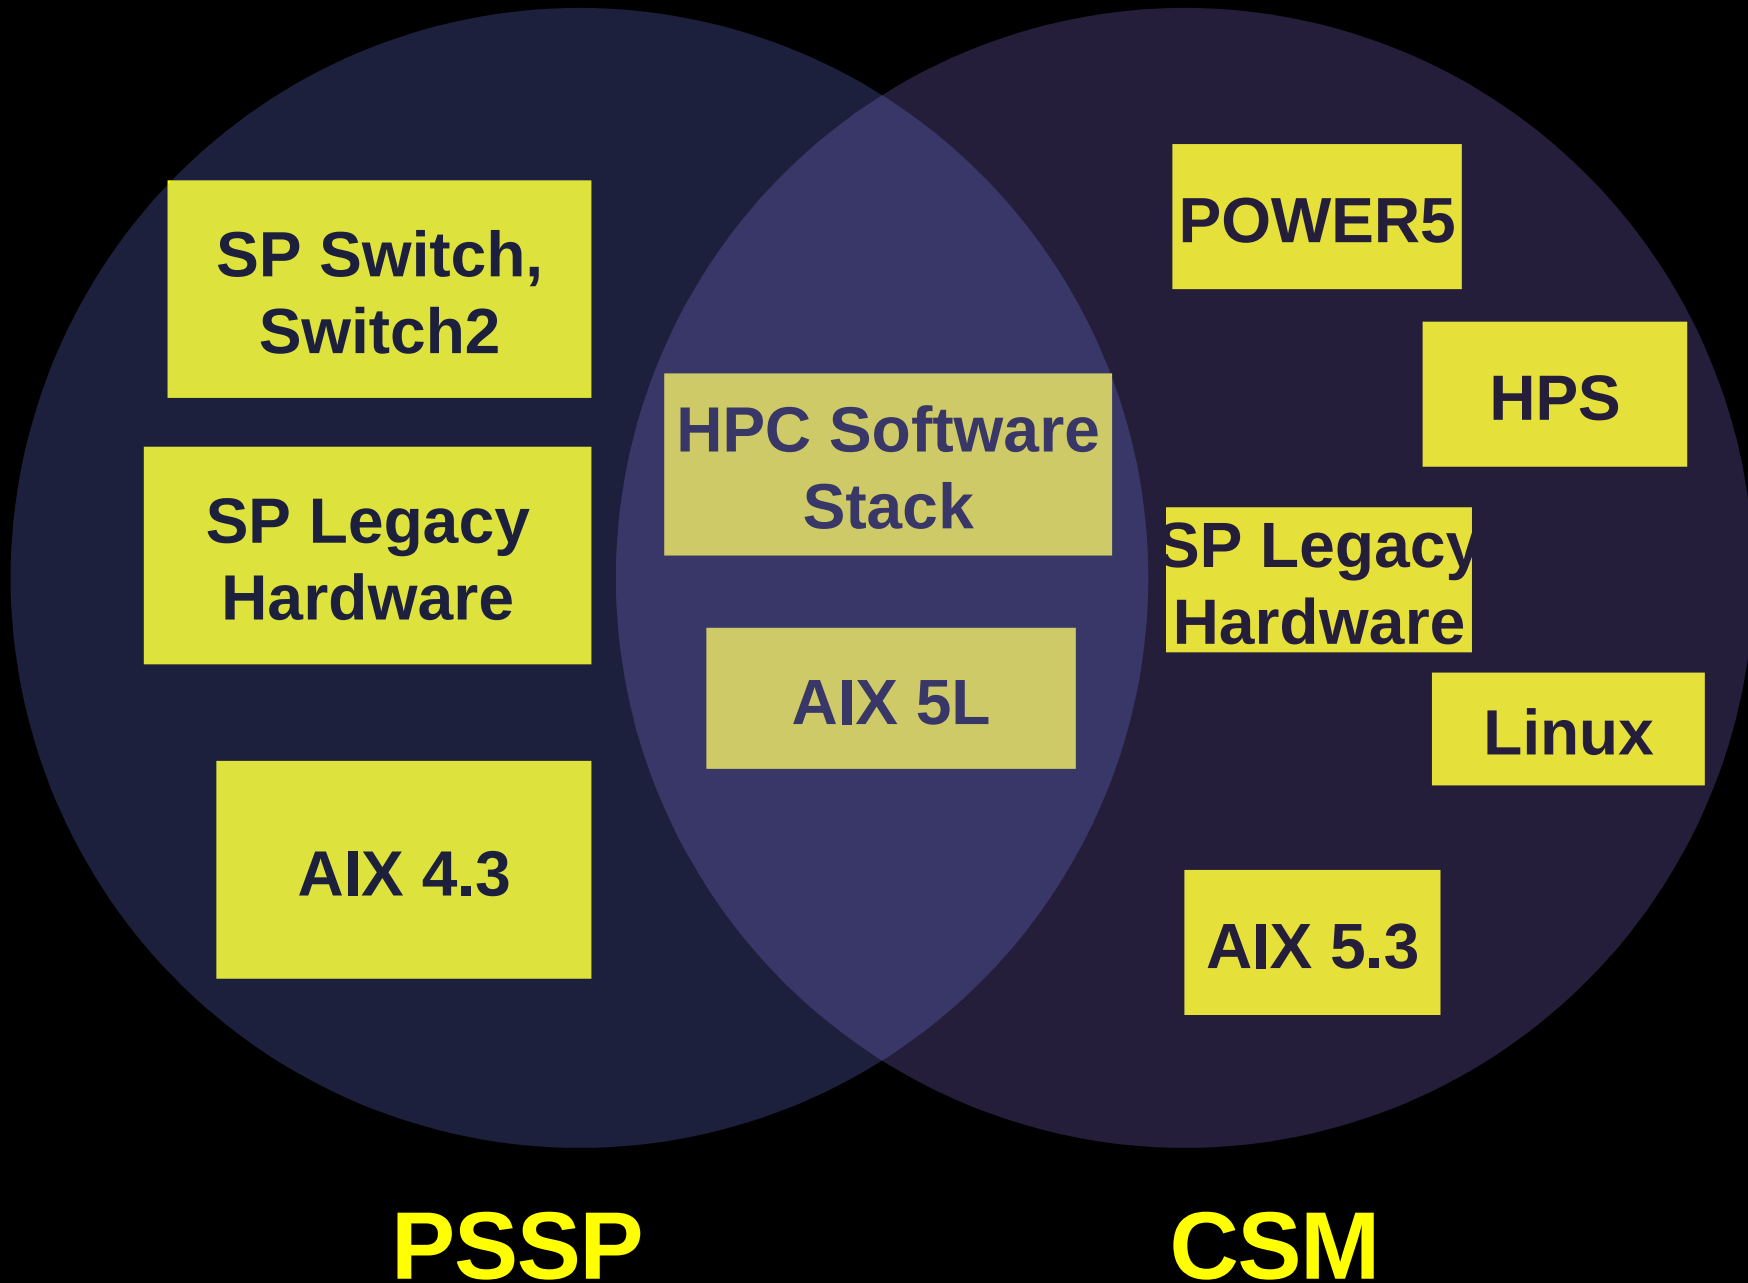 SP Switch,
Switch2
SP Legacy
Hardware
AIX 4.3
HPC Software
Stack
AIX 5L
POWER5
HPS
SP Legacy
Hardware
Linux
AIX 5.3
PSSP
CSM